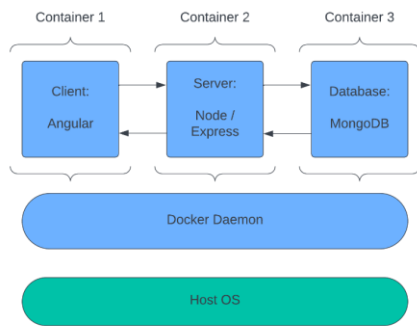 Container 1
Container 2
Container 3
Client:
Angular
Server:
Node /
Express
Database:
MongoDB
Docker Daemon
Host OS